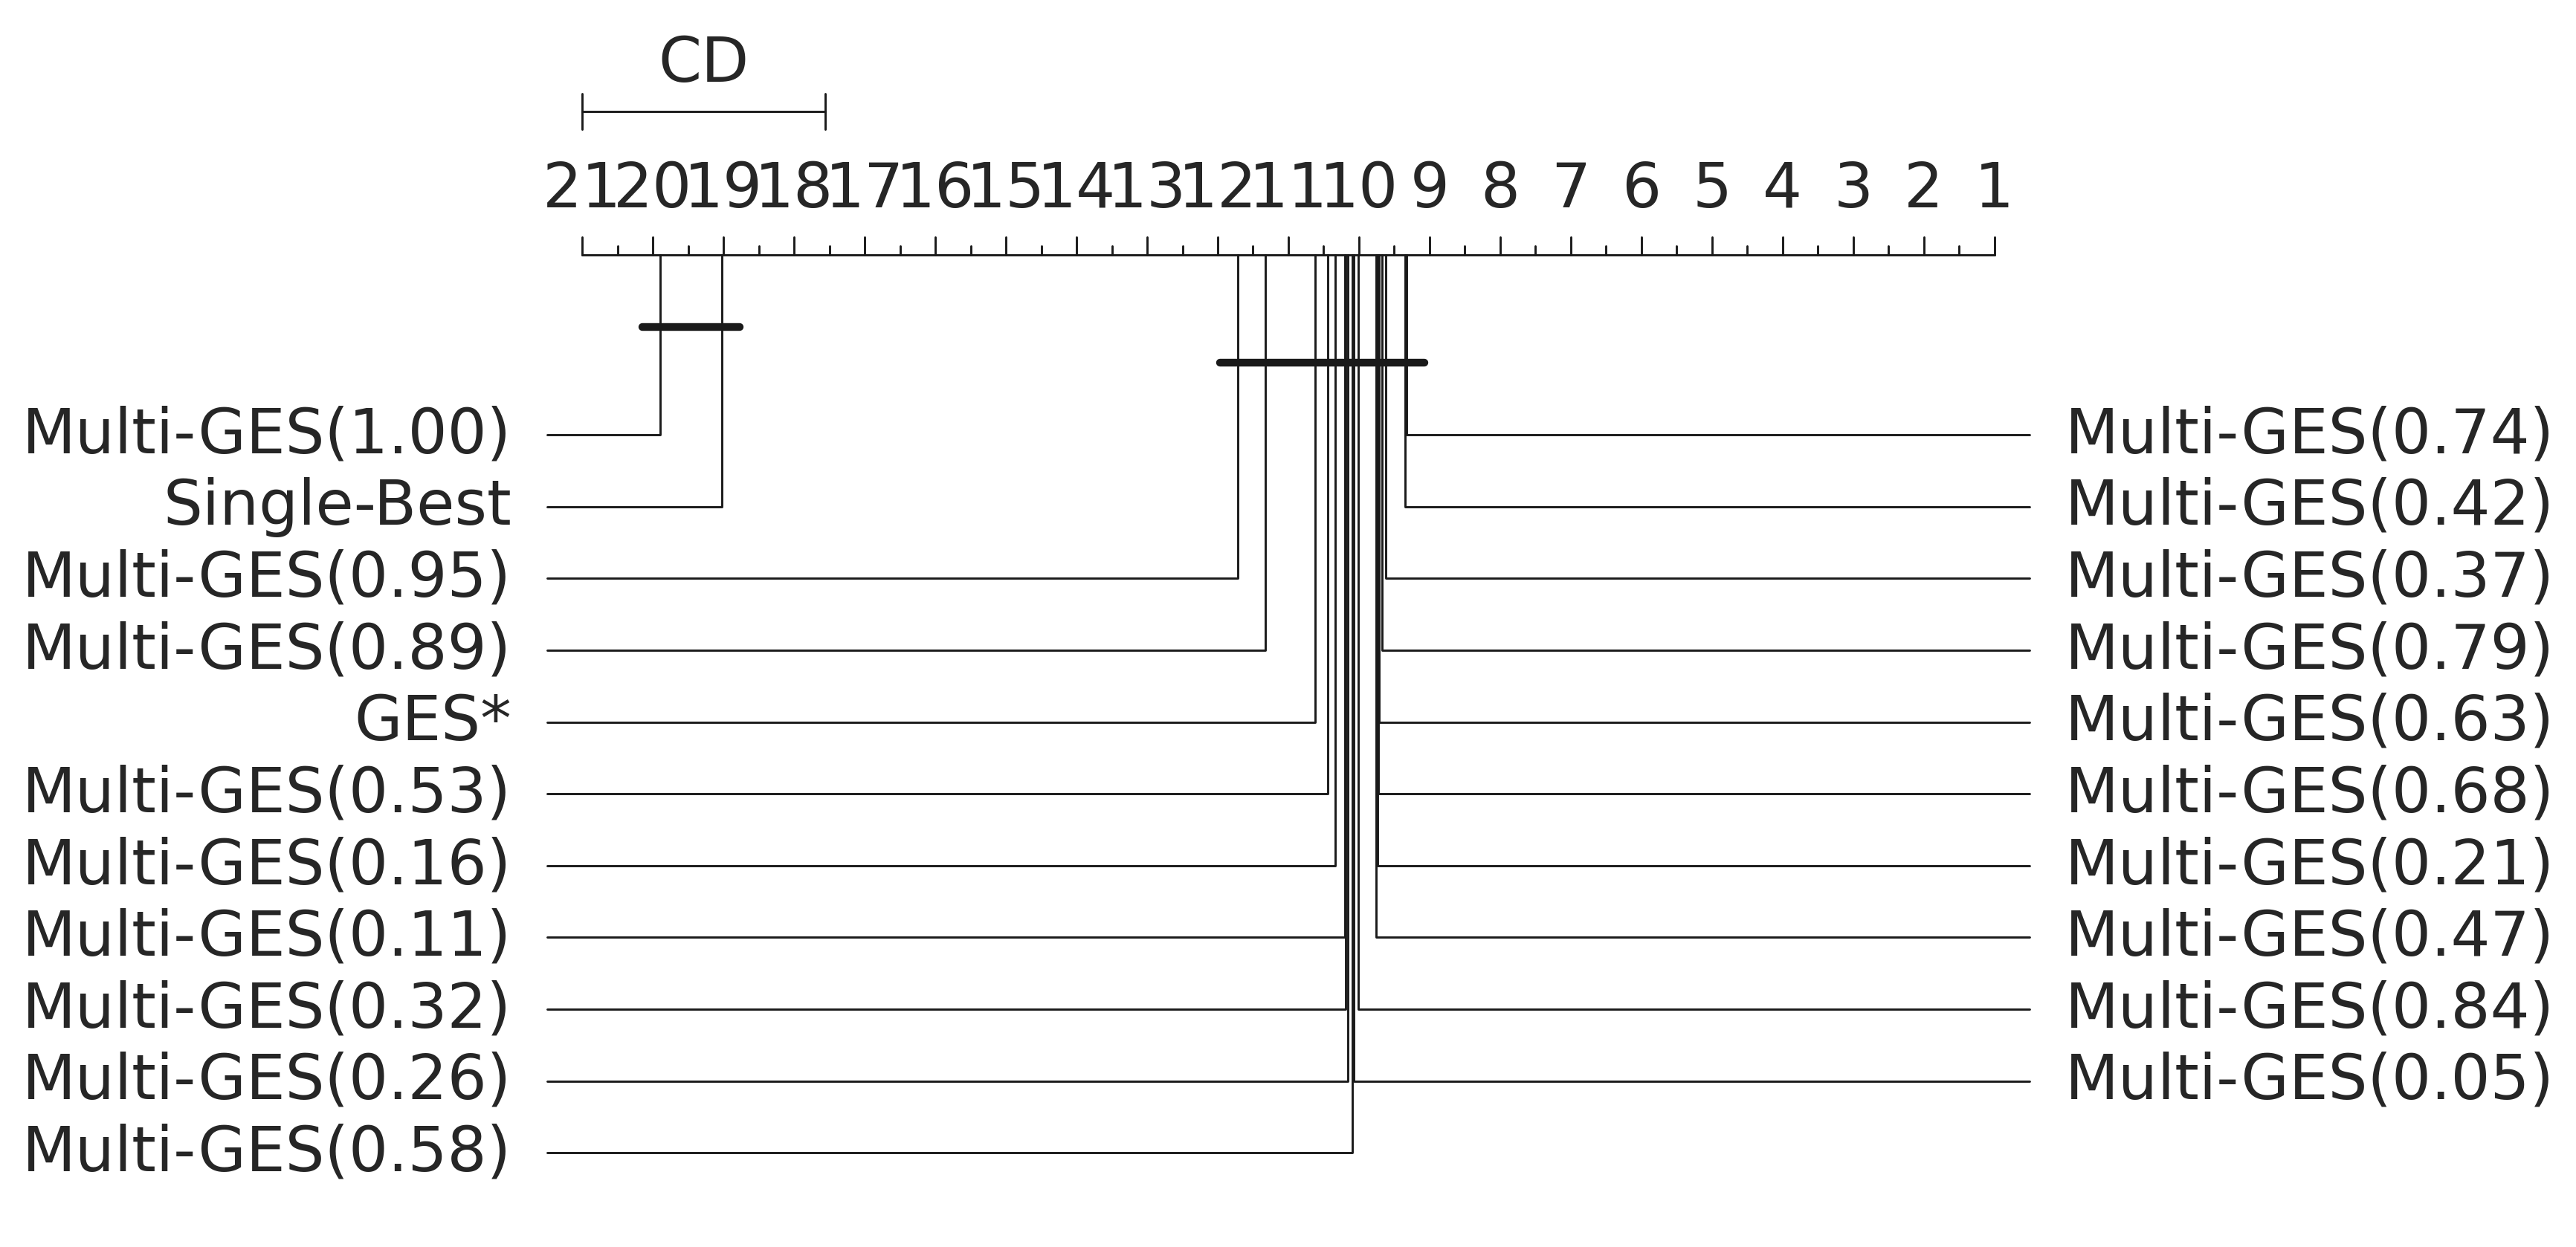 CD
21 20 19 18 17 16 15 14 13 12 11 10 9 8 7 6 5 4 3 2 1
Multi-GES(1.00)
Single-Best
Multi-GES(0.95)
Multi-GES(0.89)
GES*
Multi-GES(0.53)
Multi-GES(0.16)
Multi-GES(0.11)
Multi-GES(0.32)
Multi-GES(0.26)
Multi-GES(0.58)
Multi-GES(0.74)
Multi-GES(0.42)
Multi-GES(0.37)
Multi-GES(0.79)
Multi-GES(0.63)
Multi-GES(0.68)
Multi-GES(0.21)
Multi-GES(0.47)
Multi-GES(0.84)
Multi-GES(0.05)